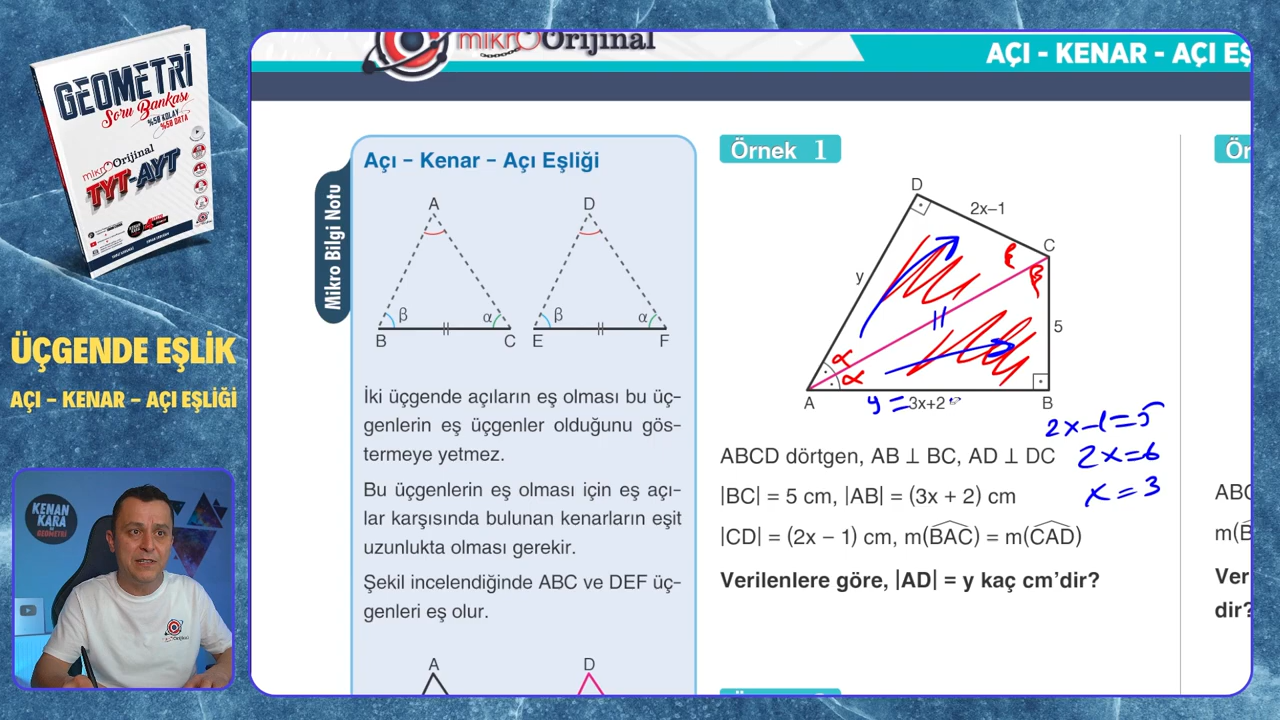 GEOMETRİ
Soru Bankası
%50 KOLAY
%50 ORTA
mikro Orijinal
TYT-AYT
ÜÇGENDE EŞLİK
AÇI - KENAR - AÇI EŞLİĞİ
KENAN
KARA
GEOMETRİ
mikro Orijinal
AÇI - KENAR - AÇI EŞ
Mikro Bilgi Notu
Açı – Kenar – Açı Eşliği
A
D
β
α
β
α
B
C
E
F
İki üçgende açıların eş olması bu üç-
genlerin eş üçgenler olduğunu gös-
termeye yetmez.
Bu üçgenlerin eş olması için eş açı-
lar karşısında bulunan kenarların eşit
uzunlukta olması gerekir.
Şekil incelendiğinde ABC ve DEF üç-
genleri eş olur.
A
D
Örnek 1
D
2x–1
C
β
β
y
5
α
α
A
y = 3x+2
B
2x-1=5
2x=6
x=3
ABCD dörtgen, AB ⊥ BC, AD ⊥ DC
|BC| = 5 cm, |AB| = (3x + 2) cm
|CD| = (2x – 1) cm, m(BAC) = m(CAD)
Verilenlere göre, |AD| = y kaç cm'dir?
Ör
ABC
m(B
Ver
dir?